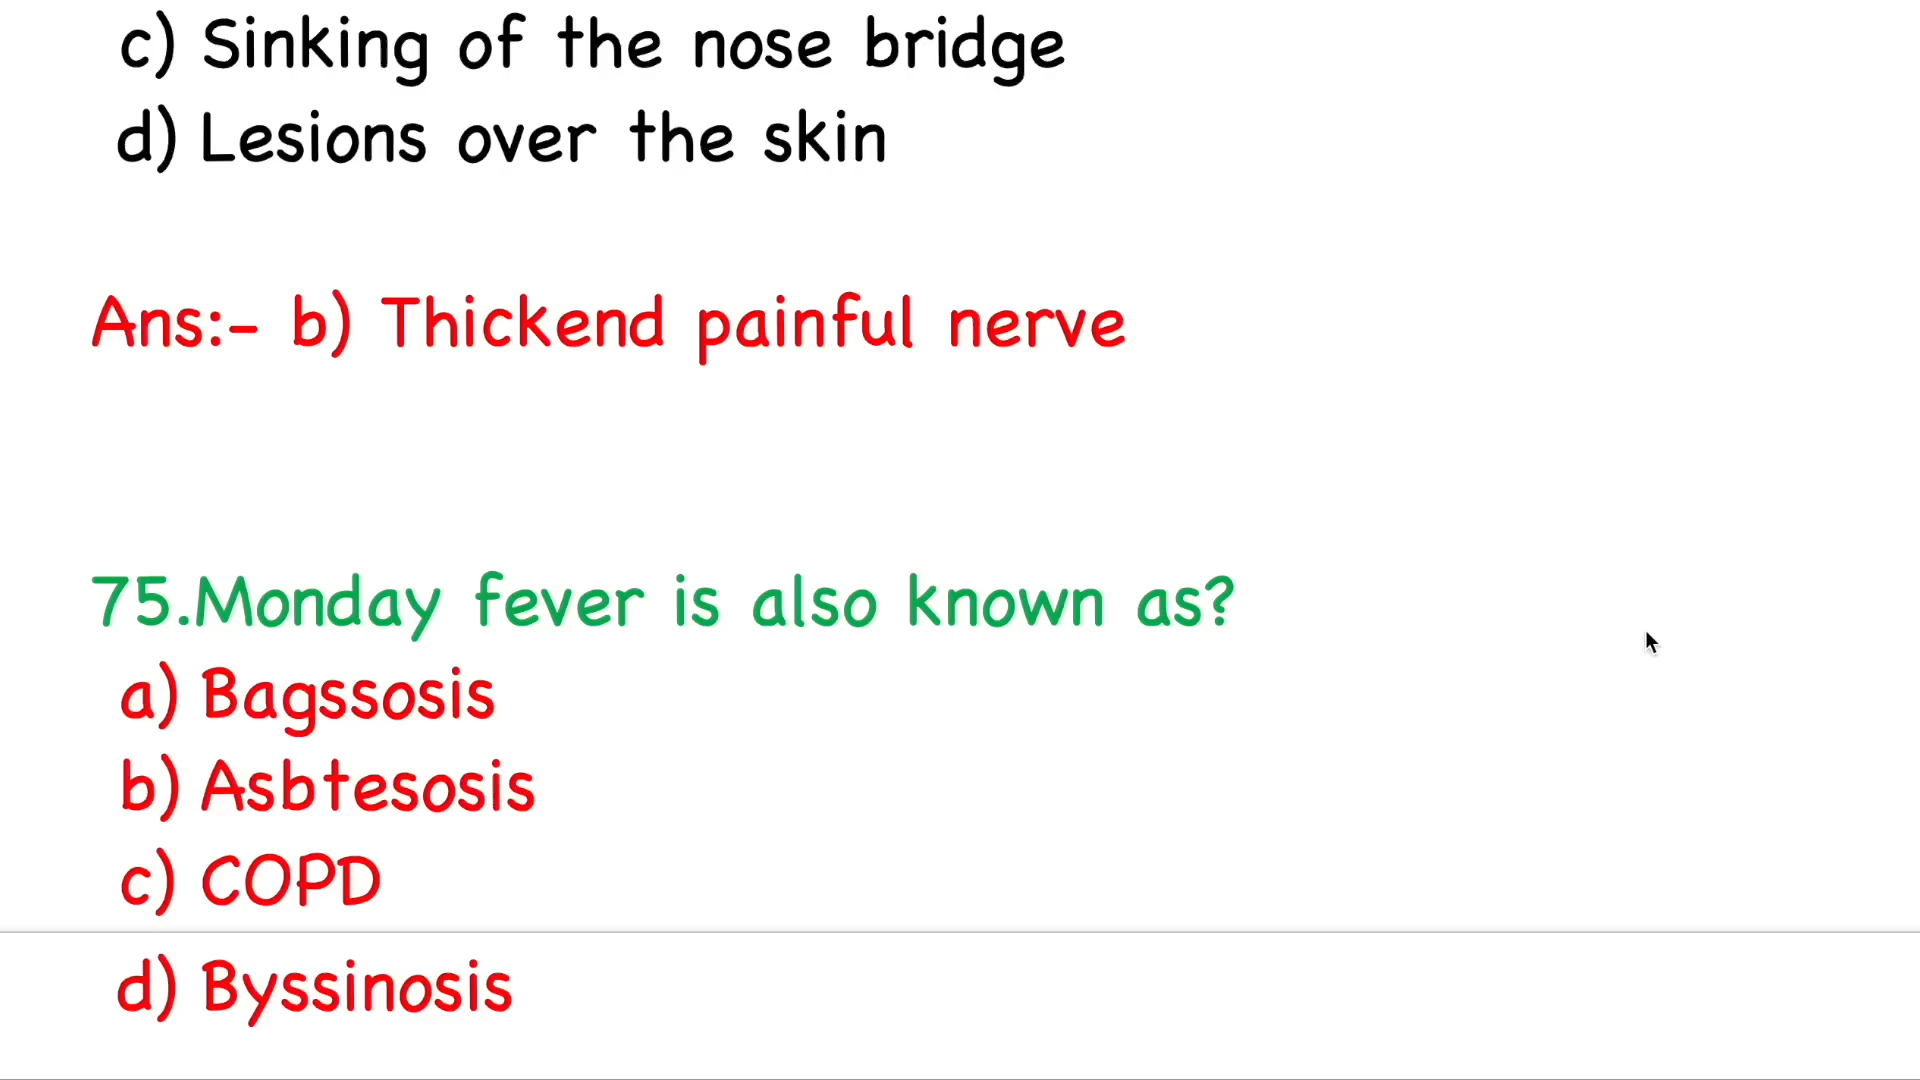 c) Sinking of the nose bridge
d) Lesions over the skin
Ans:- b) Thickend painful nerve
75.Monday fever is also known as?
a) Bagssosis
b) Asbtesosis
c) COPD
d) Byssinosis